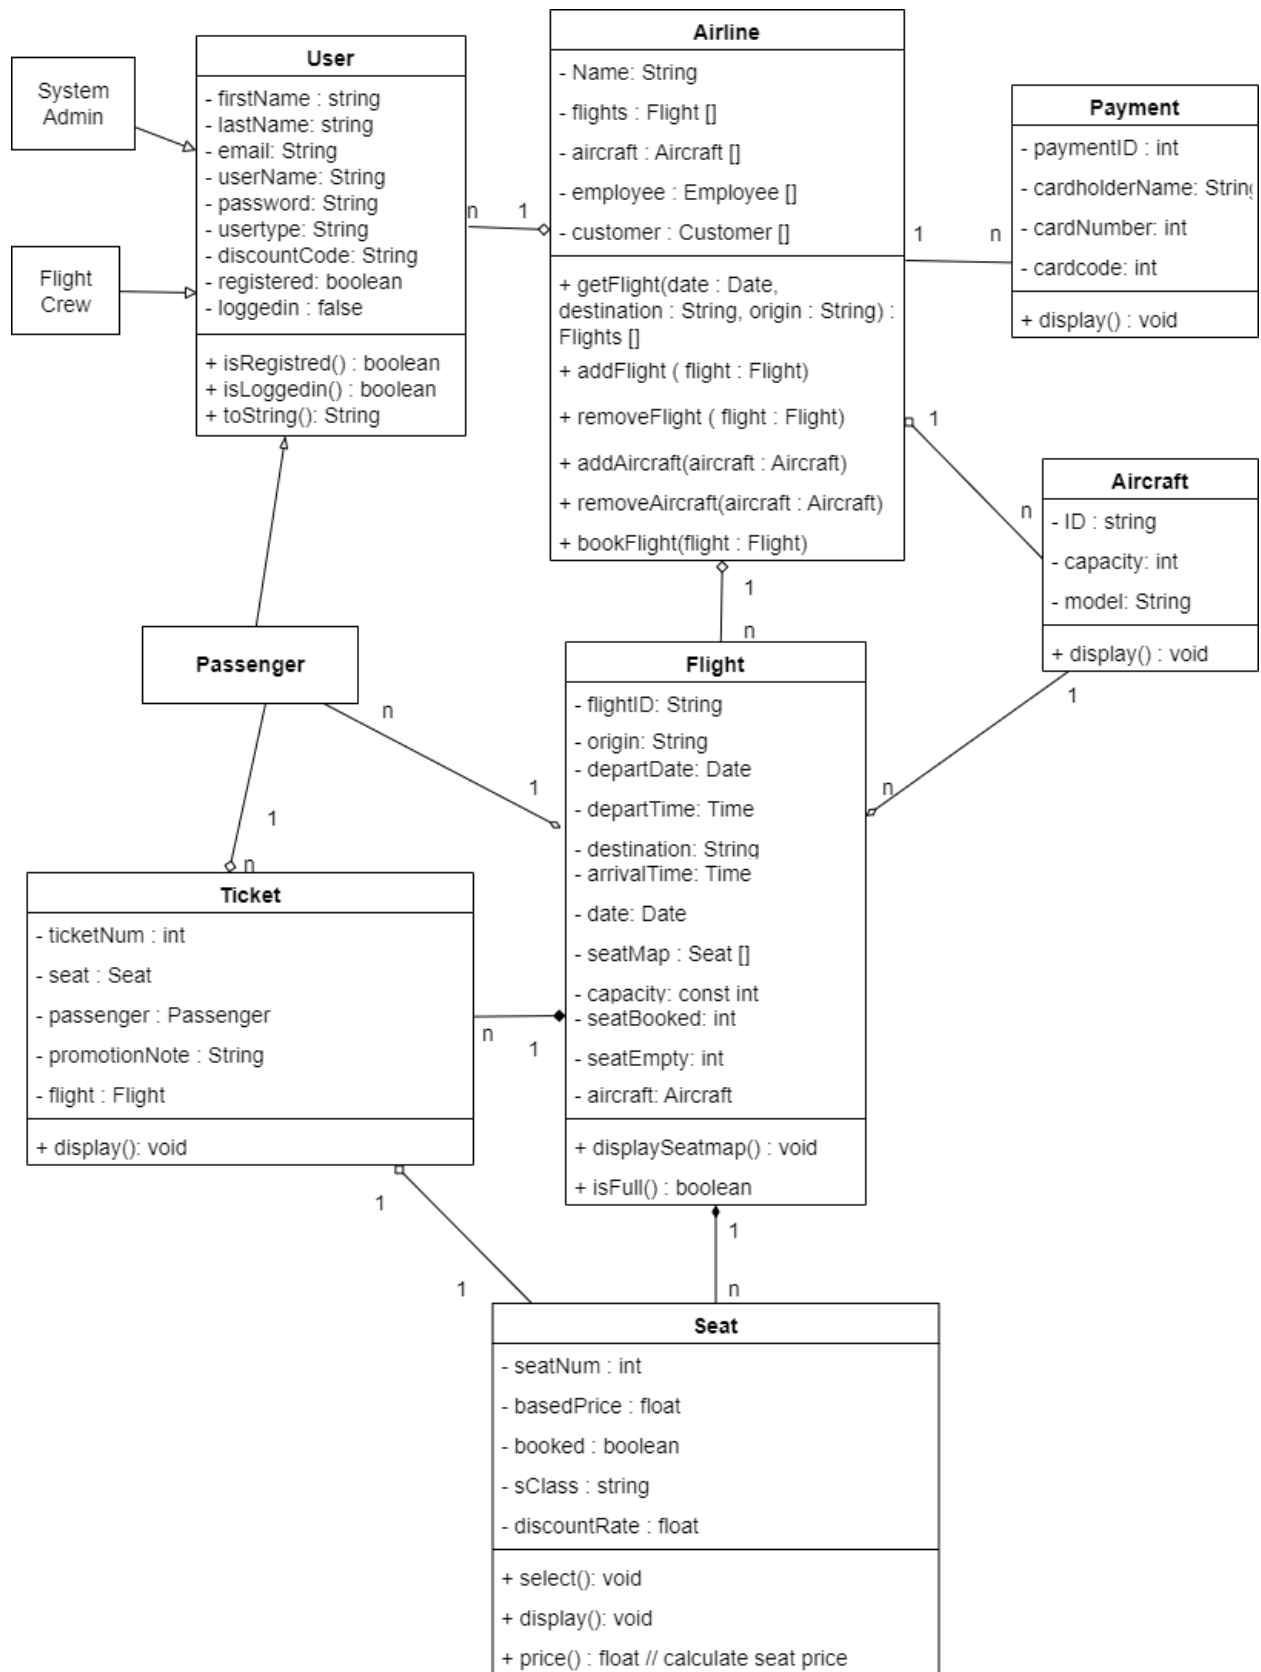 System
Admin
Flight
Crew
User
- firstName : string
- lastName: string
- email: String
- userName: String
- password: String
- usertype: String
- discountCode: String
- registered: boolean
- loggedin : false
+ isRegistred() : boolean
+ isLoggedin() : boolean
+ toString(): String
n
1
Airline
- Name: String
- flights : Flight []
- aircraft : Aircraft []
- employee : Employee []
- customer : Customer []
+ getFlight(date : Date,
destination : String, origin : String) :
Flights []
+ addFlight ( flight : Flight)
+ removeFlight ( flight : Flight)
+ addAircraft(aircraft : Aircraft)
+ removeAircraft(aircraft : Aircraft)
+ bookFlight(flight : Flight)
1
n
Payment
- paymentID : int
- cardholderName: String
- cardNumber: int
- cardcode: int
+ display() : void
1
n
Aircraft
- ID : string
- capacity: int
- model: String
+ display() : void
1
n
1
n
Passenger
n
1
1
n
Flight
- flightID: String
- origin: String
- departDate: Date
- departTime: Time
- destination: String
- arrivalTime: Time
- date: Date
- seatMap : Seat []
- capacity: const int
- seatBooked: int
- seatEmpty: int
- aircraft: Aircraft
+ displaySeatmap() : void
+ isFull() : boolean
Ticket
- ticketNum : int
- seat : Seat
- passenger : Passenger
- promotionNote : String
- flight : Flight
+ display(): void
n
1
1
1
1
n
Seat
- seatNum : int
- basedPrice : float
- booked : boolean
- sClass : string
- discountRate : float
+ select(): void
+ display(): void
+ price() : float // calculate seat price